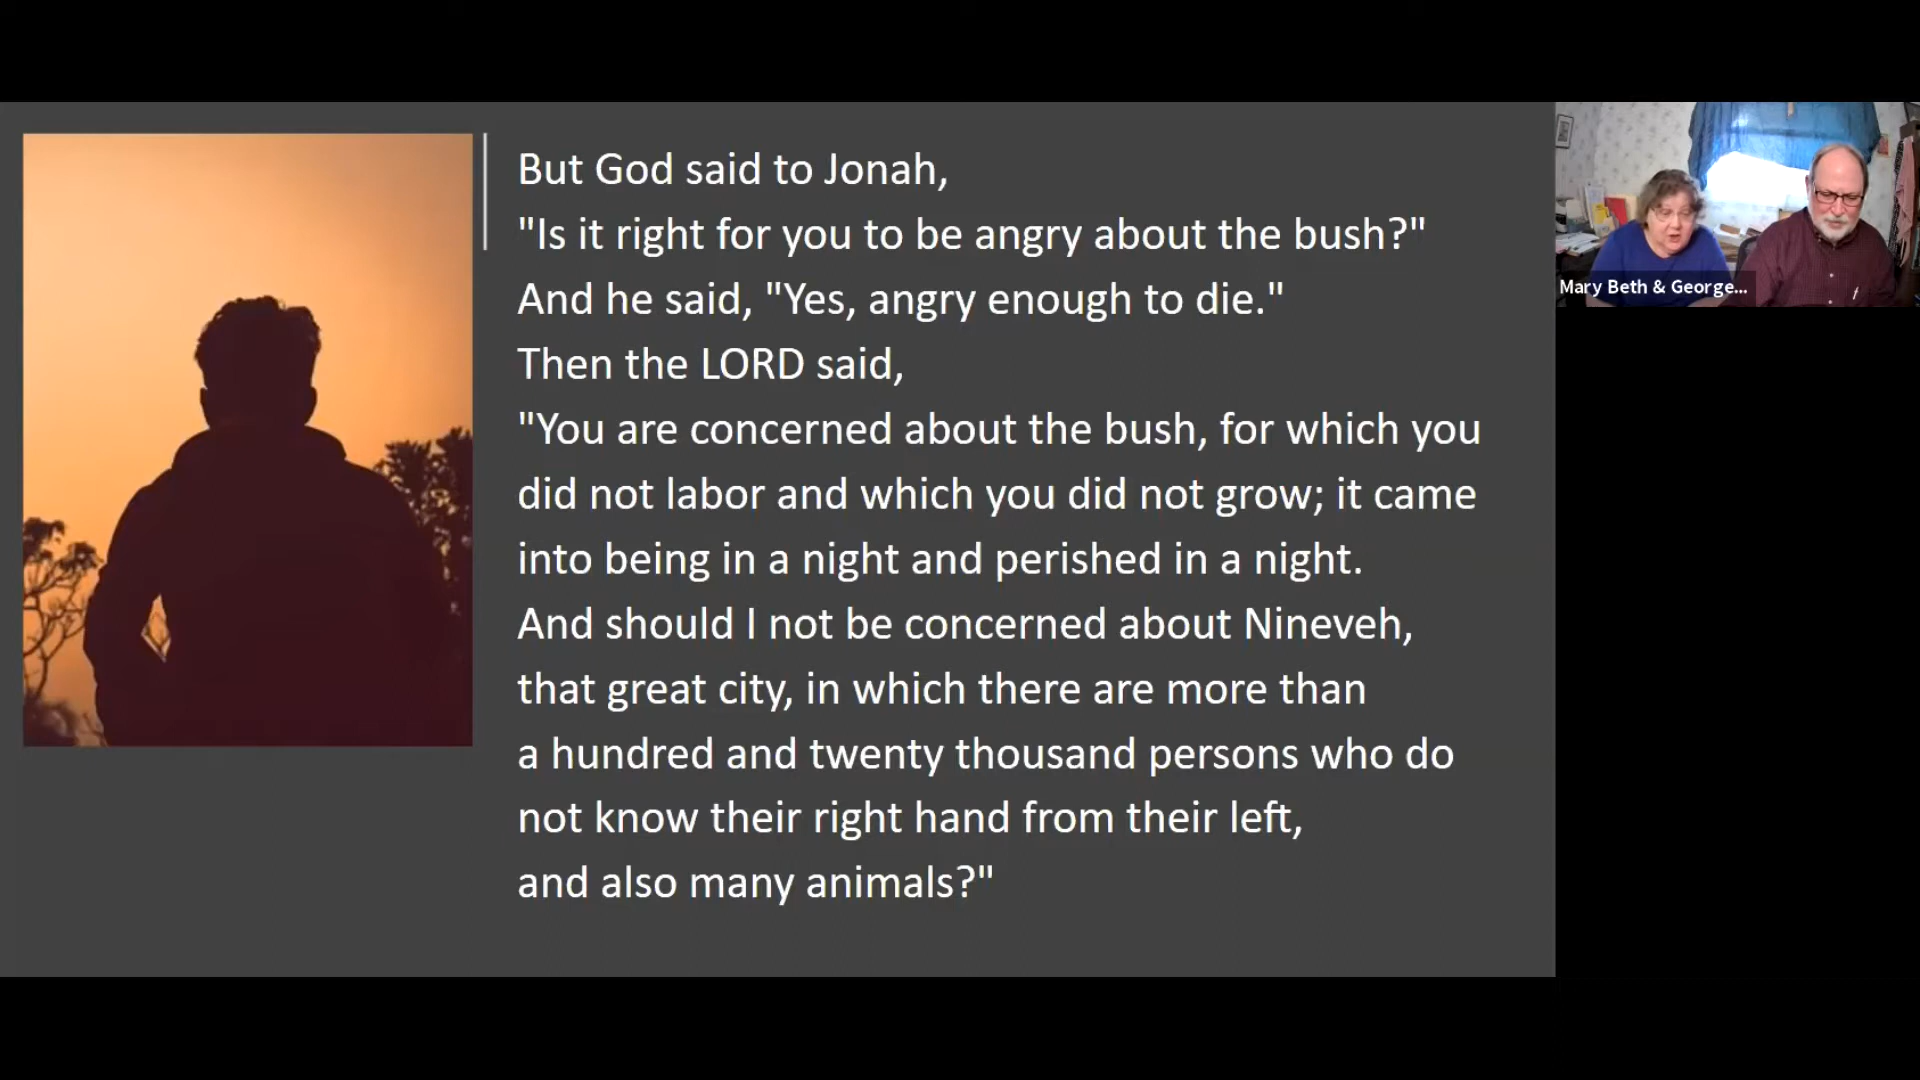 But God said to Jonah,
"Is it right for you to be angry about the bush?"
And he said, "Yes, angry enough to die."
Then the LORD said,
"You are concerned about the bush, for which you
did not labor and which you did not grow; it came
into being in a night and perished in a night.
And should I not be concerned about Nineveh,
that great city, in which there are more than
a hundred and twenty thousand persons who do
not know their right hand from their left,
and also many animals?"
Mary Beth & George...